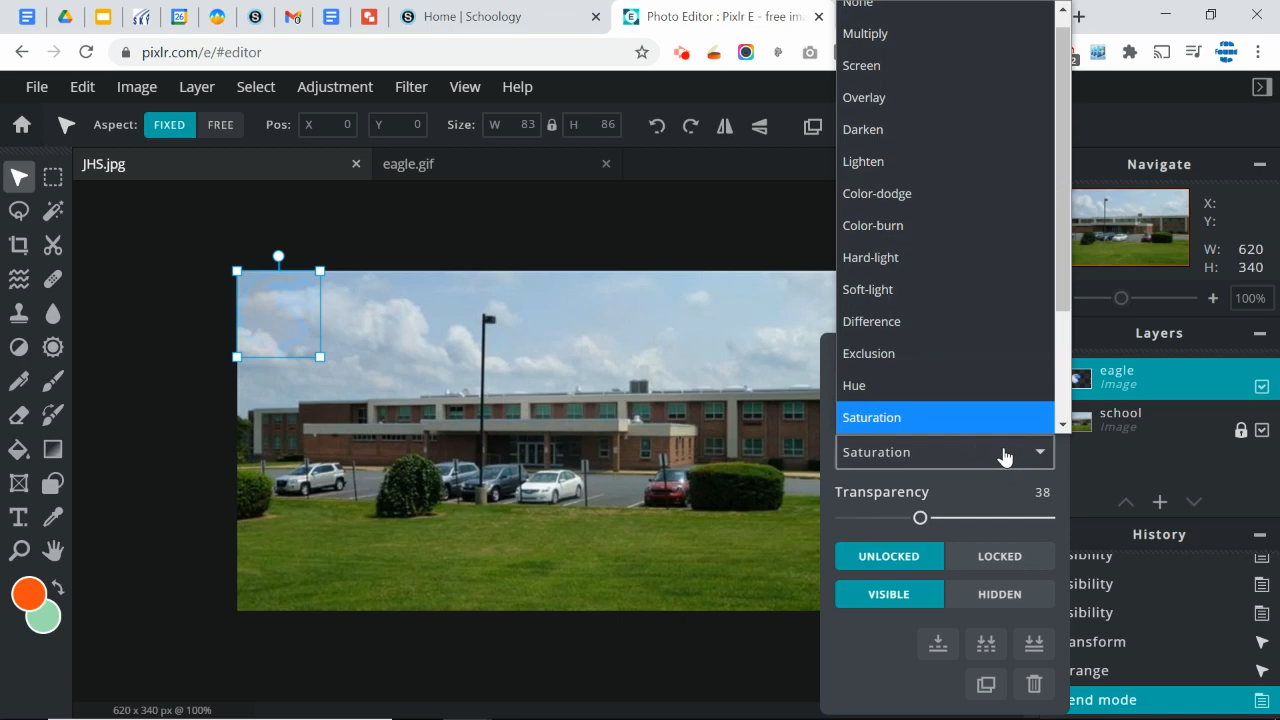 Home | Schoology
Photo Editor : Pixlr E - free ima
pixlr.com/e/#editor
2
File Edit Image Layer Select Adjustment Filter View Help
Aspect: FIXED FREE Pos: X 0 Y 0 Size: W 83 H 86
JHS.jpg
eagle.gif
None
Multiply
Screen
Overlay
Darken
Lighten
Color-dodge
Color-burn
Hard-light
Soft-light
Difference
Exclusion
Hue
Saturation
Saturation
Transparency 38
UNLOCKED LOCKED
VISIBLE HIDDEN
Navigate
X:
Y:
W: 620
H: 340
100%
Layers
eagle
Image
school
Image
History
sibility
sibility
sibility
ansform
range
end mode
620 x 340 px @ 100%